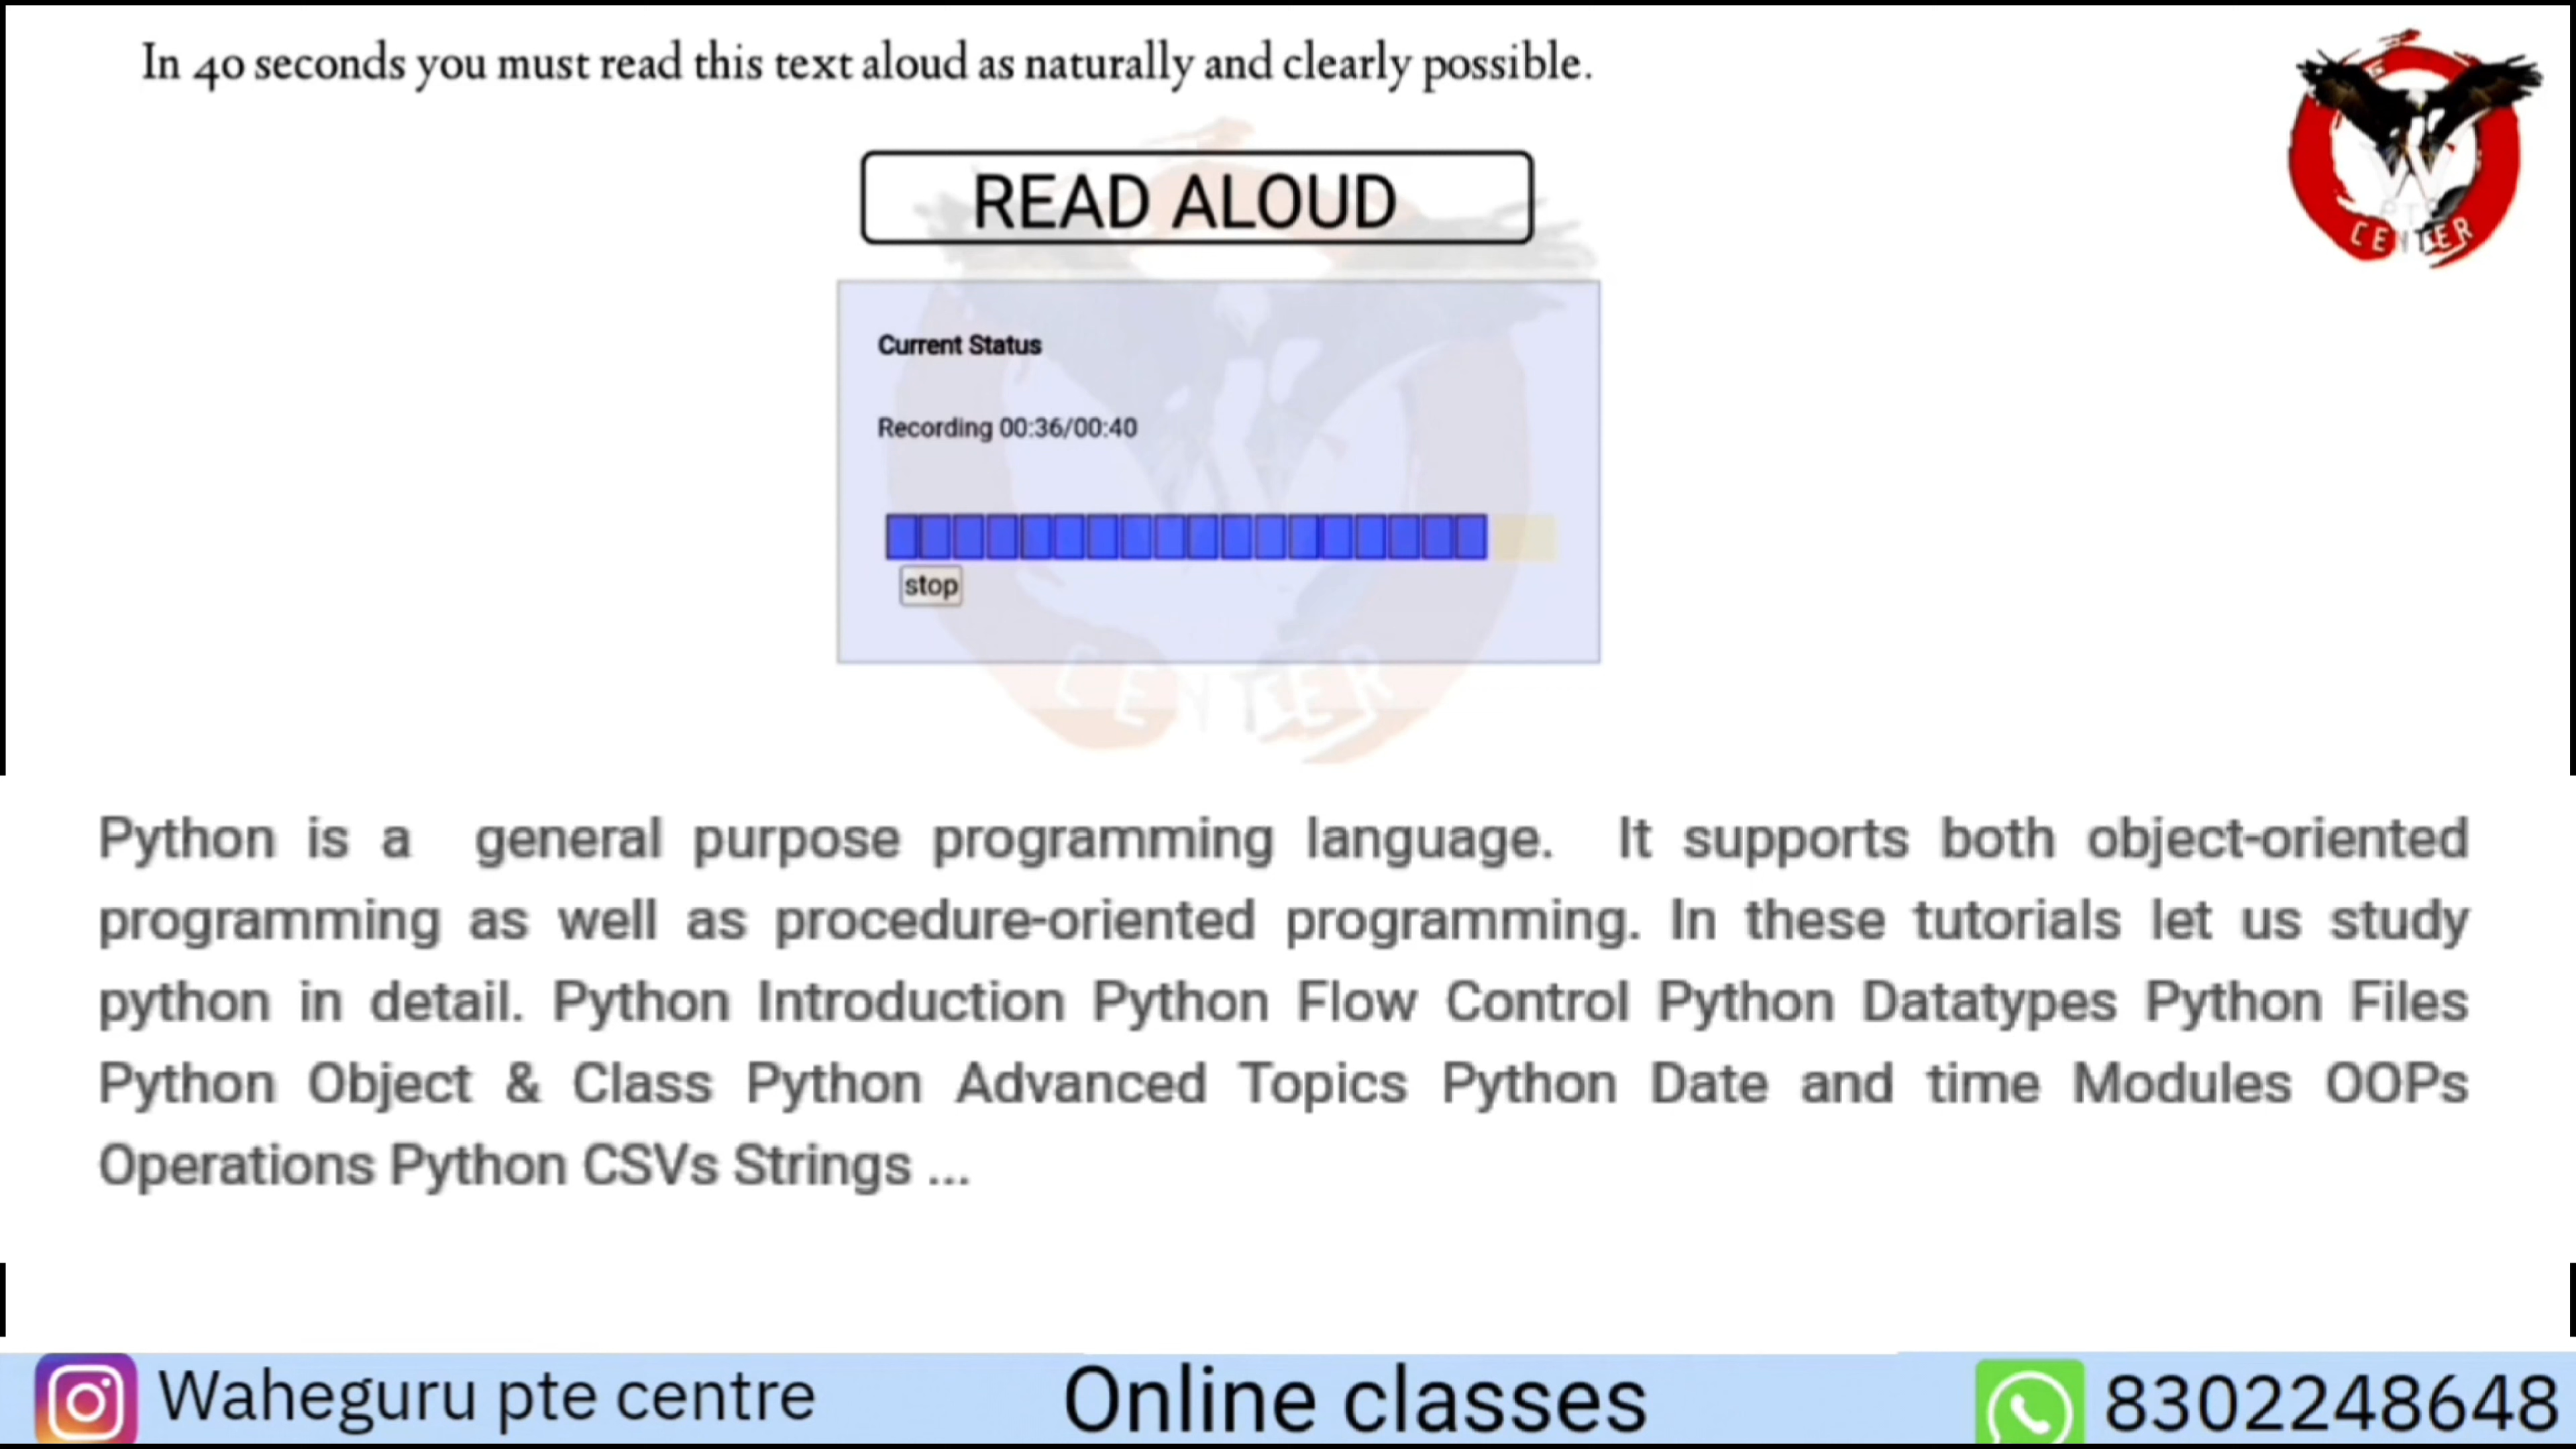 In 40 seconds you must read this text aloud as naturally and clearly possible.
READ ALOUD
Current Status
Recording 00:36/00:40
stop
CENTER
CENTER
Python is a general purpose programming language. It supports both object-oriented
programming as well as procedure-oriented programming. In these tutorials let us study
python in detail. Python Introduction Python Flow Control Python Datatypes Python Files
Python Object & Class Python Advanced Topics Python Date and time Modules OOPs
Operations Python CSVs Strings ...
Waheguru pte centre
Online classes
8302248648